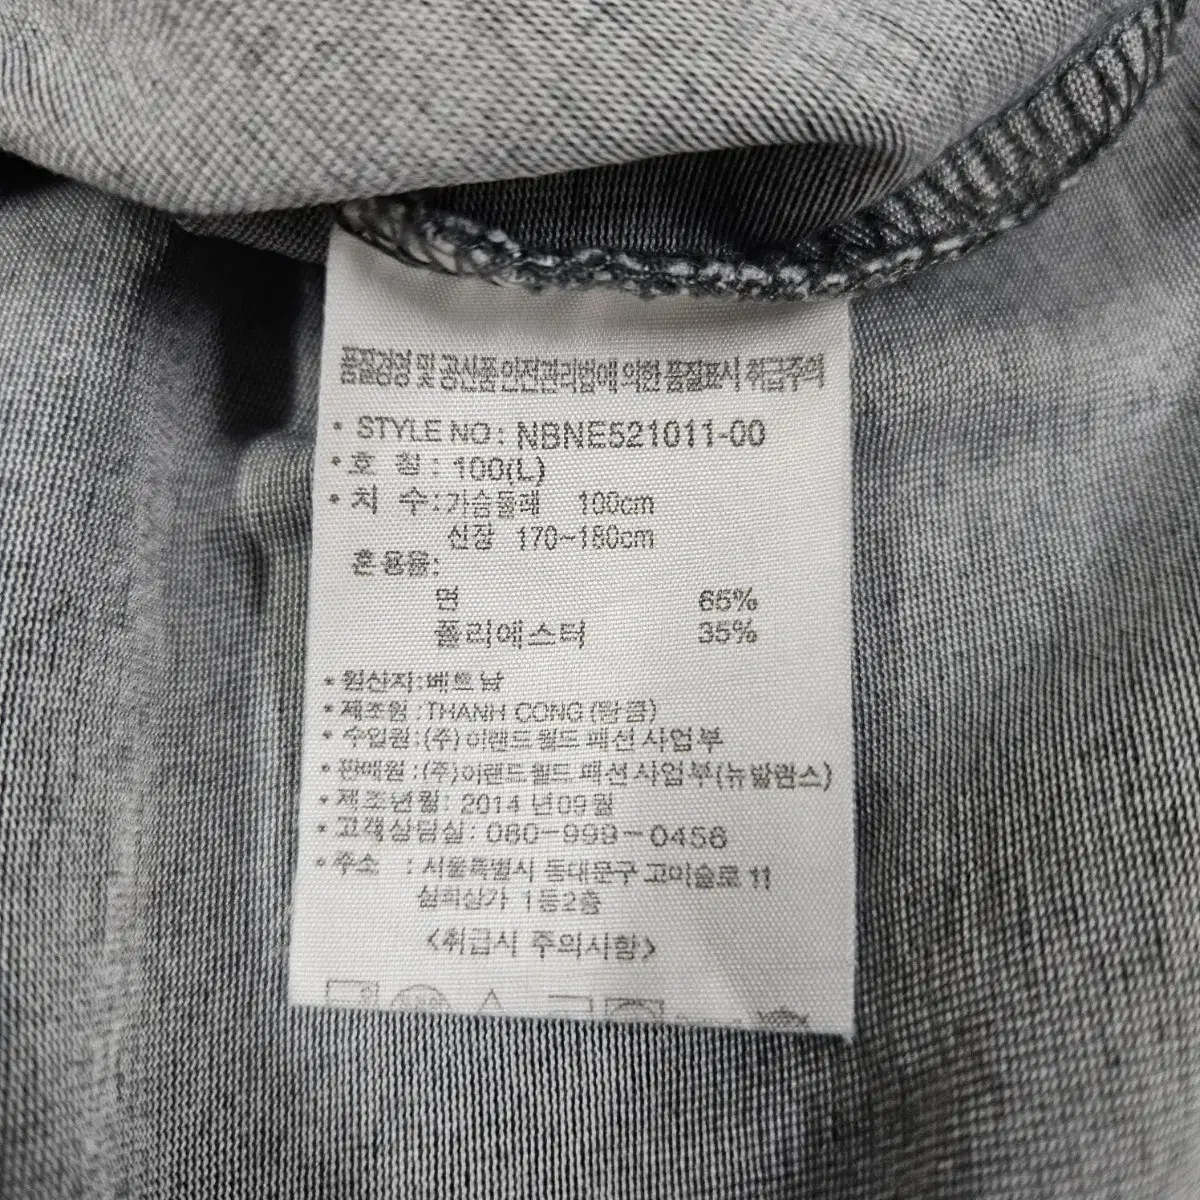 품질경영 및 공산품안전관리법에 의한 품질표시 취급주의
• STYLE NO: NBNE521011-00
• 호 칭 : 100(L)
• 치 수 : 가슴둘레 100cm
신장 170~180cm
혼용율:
면 65%
폴리에스터 35%
• 원산지:베트남
• 제조원 :THANH CONG (탄콩)
• 수입원 :(주)이랜드월드 패션 사업부
• 판매원 :(주)이랜드월드 패션사업부(뉴발란스)
• 제조년월: 2014 년09월
• 고객상담실: 080-999-0456
• 주소 : 서울특별시 동대문구 고미술로 11
상가 1동2층
<취급시 주의사항>